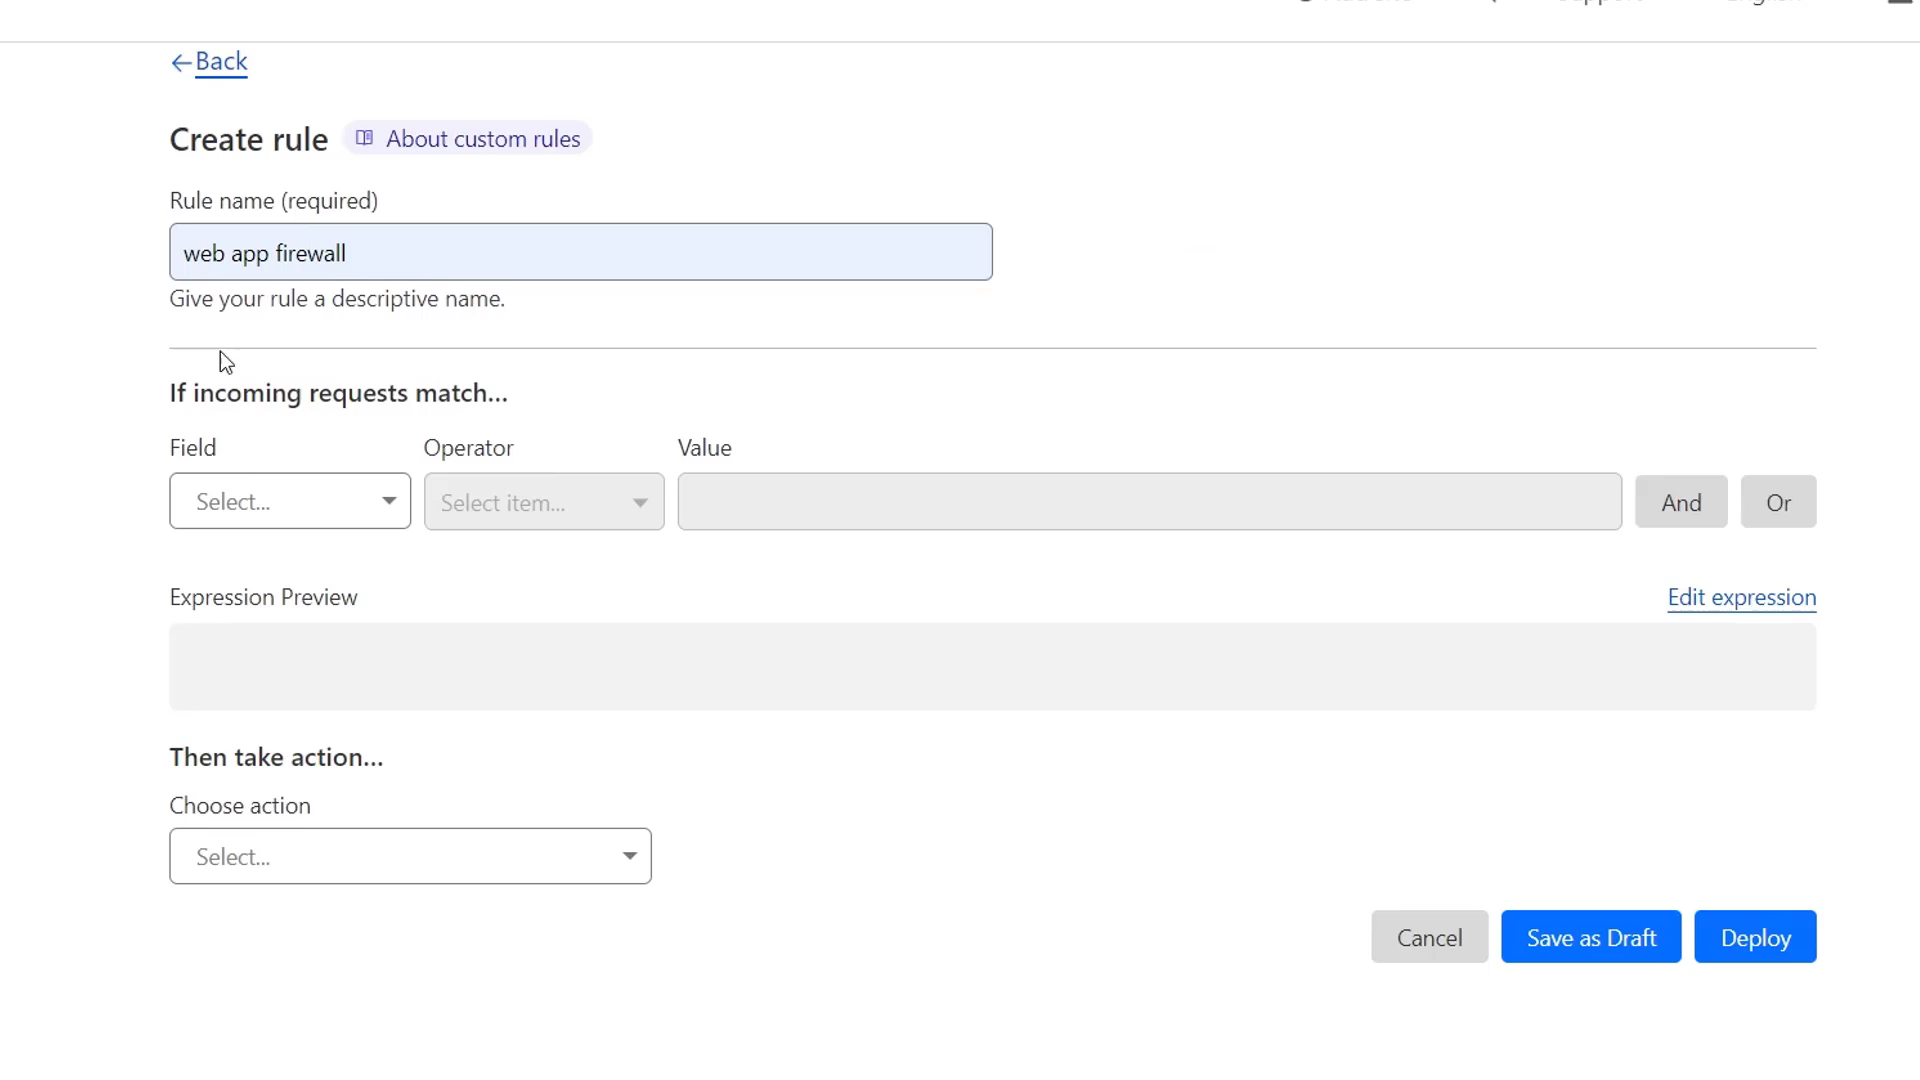 Back
Create rule
About custom rules
Rule name (required)
web app firewall
Give your rule a descriptive name.
If incoming requests match...
Field Operator Value
Select... Select item... And Or
Expression Preview Edit expression
Then take action...
Choose action
Select...
Cancel Save as Draft Deploy